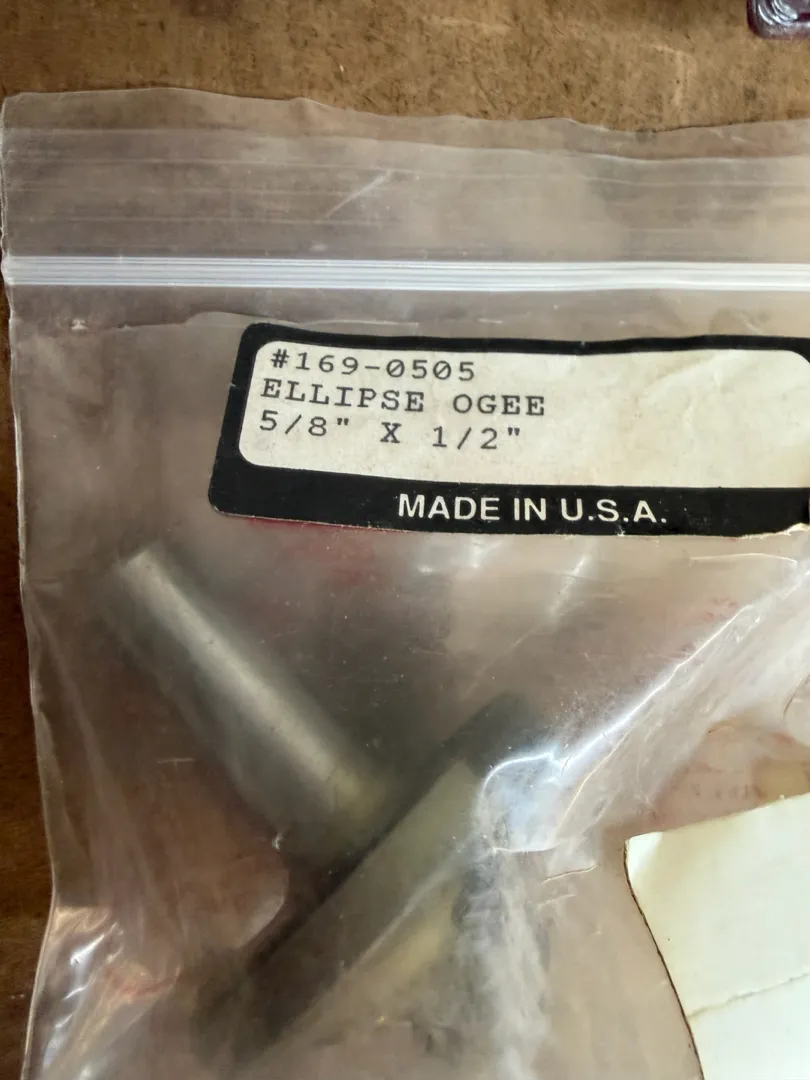 #169-0505
ELLIPSE OGEE
5/8" X 1/2"
MADE IN U.S.A.